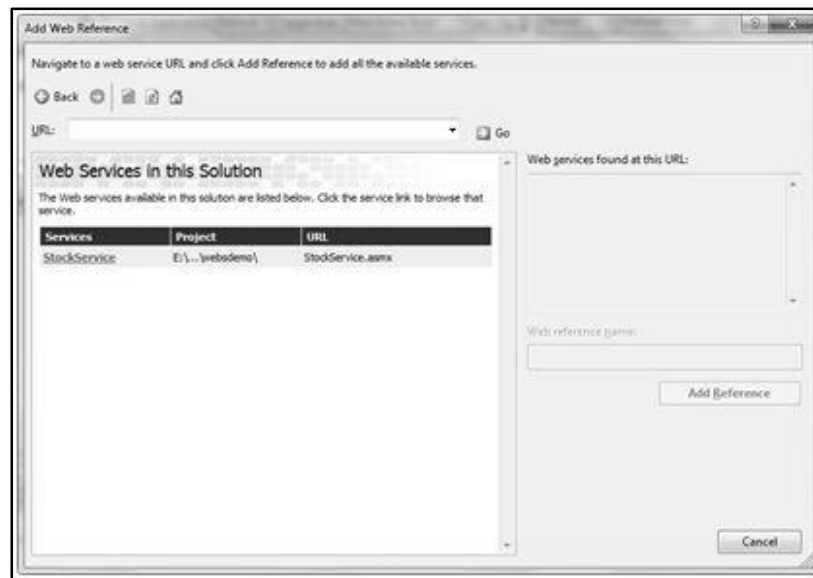 Add Web Reference
Navigate to a web service URL and click Add Reference to add all the available services.
Back
URL:
Go
Web Services in this Solution
The Web services available in this solution are listed below. Click the service link to browse that
service.
Services Project URL
StockService E:\...\websdemo\ StockService.asmx
Web services found at this URL:
Web reference name:
Add Reference
Cancel